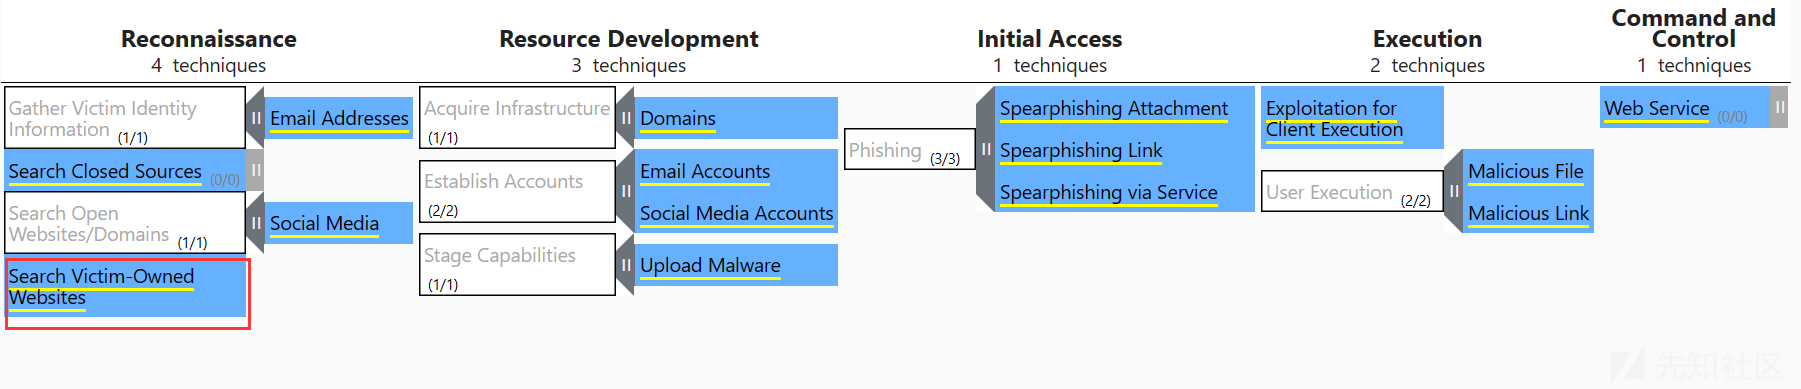 Reconnaissance
4 techniques
Gather Victim Identity
Information (1/1)
Email Addresses
Search Closed Sources (0/0)
Search Open
Websites/Domains (1/1)
Social Media
Search Victim-Owned
Websites
Resource Development
3 techniques
Acquire Infrastructure
(1/1)
Domains
Establish Accounts
(2/2)
Email Accounts
Social Media Accounts
Stage Capabilities
(1/1)
Upload Malware
Initial Access
1 techniques
Phishing (3/3)
Spearphishing Attachment
Spearphishing Link
Spearphishing via Service
Execution
2 techniques
Exploitation for
Client Execution
User Execution (2/2)
Malicious File
Malicious Link
Command and
Control
1 techniques
Web Service (0/0)
先知社区